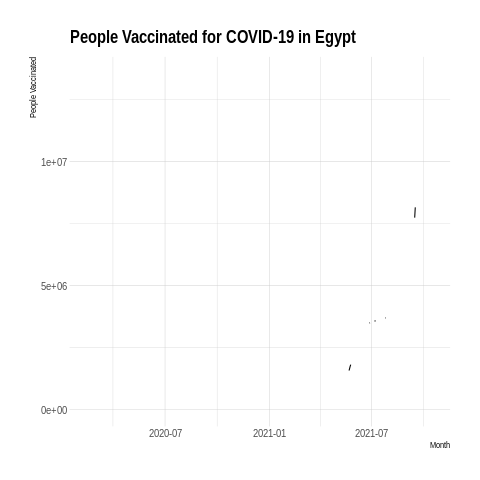 People Vaccinated for COVID-19 in Egypt
People Vaccinated
1e+07
5e+06
0e+00
2020-07 2021-01 2021-07
Month